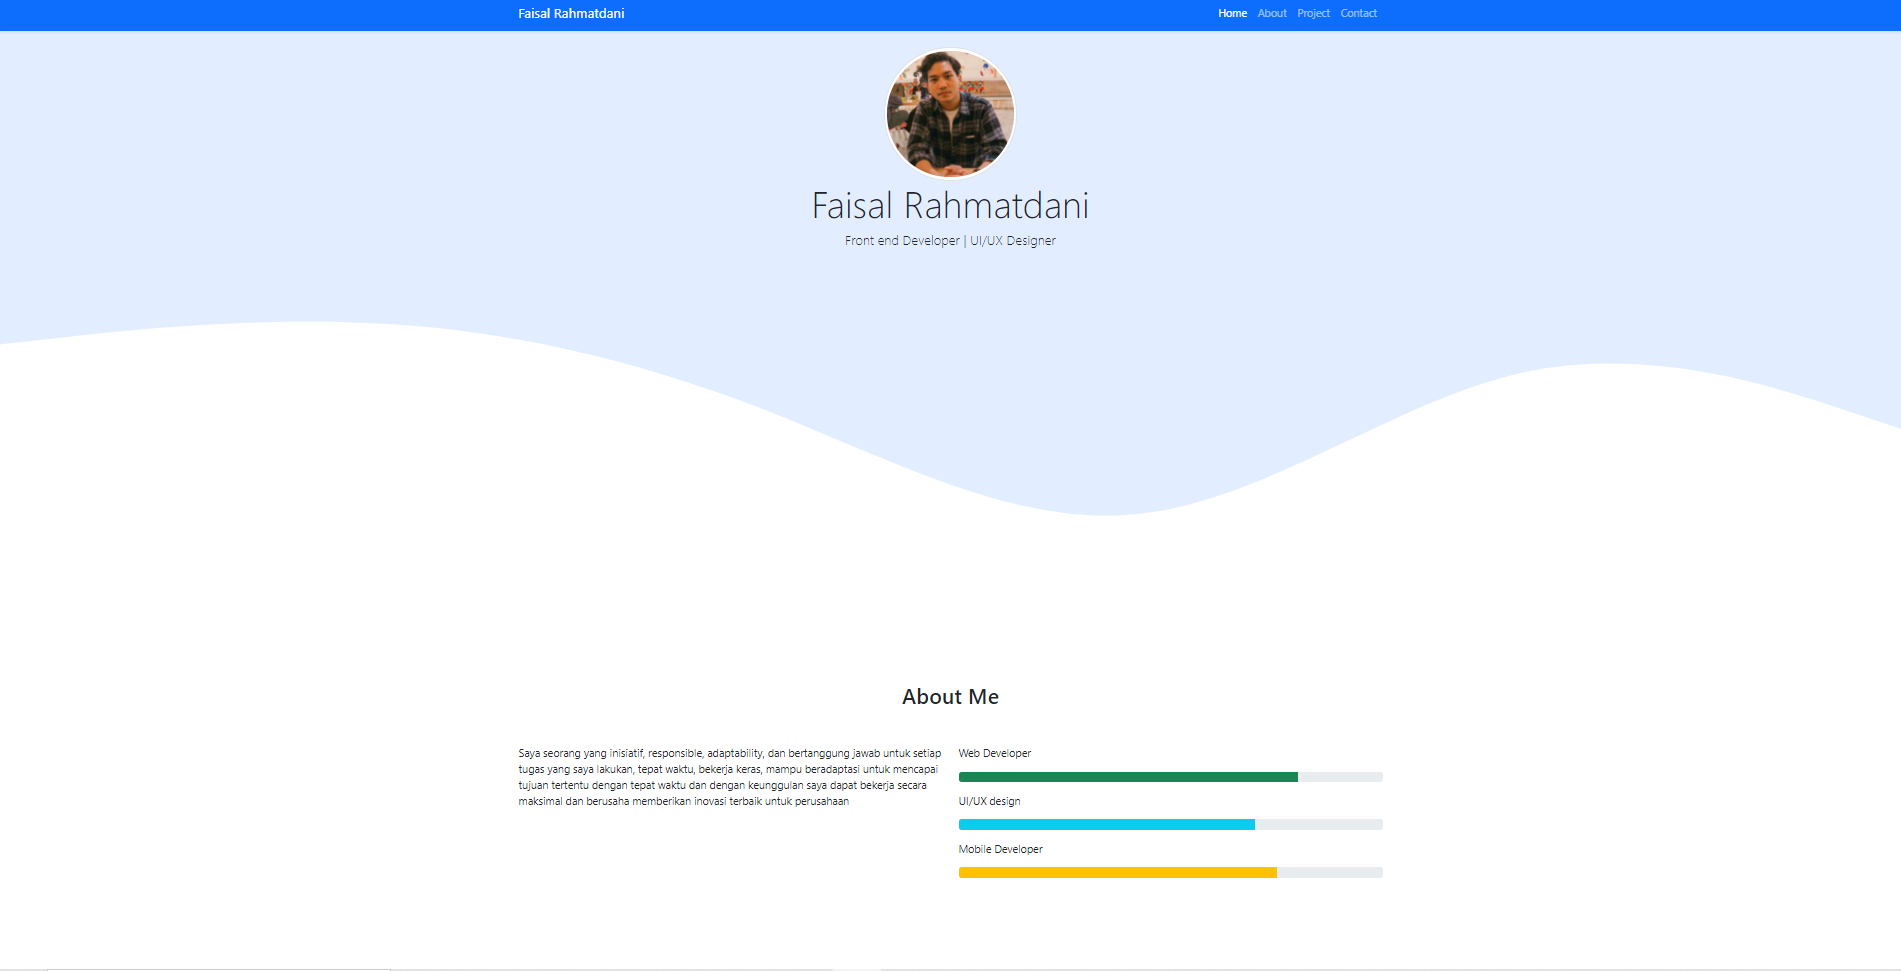 Faisal Rahmatdani
Home About Project Contact
Faisal Rahmatdani
Front end Developer | UI/UX Designer
About Me
Saya seorang yang inisiatif, responsible, adaptability, dan bertanggung jawab untuk setiap
tugas yang saya lakukan, tepat waktu, bekerja keras, mampu beradaptasi untuk mencapai
tujuan tertentu dengan tepat waktu dan dengan keunggulan saya dapat bekerja secara
maksimal dan berusaha memberikan inovasi terbaik untuk perusahaan
Web Developer
UI/UX design
Mobile Developer